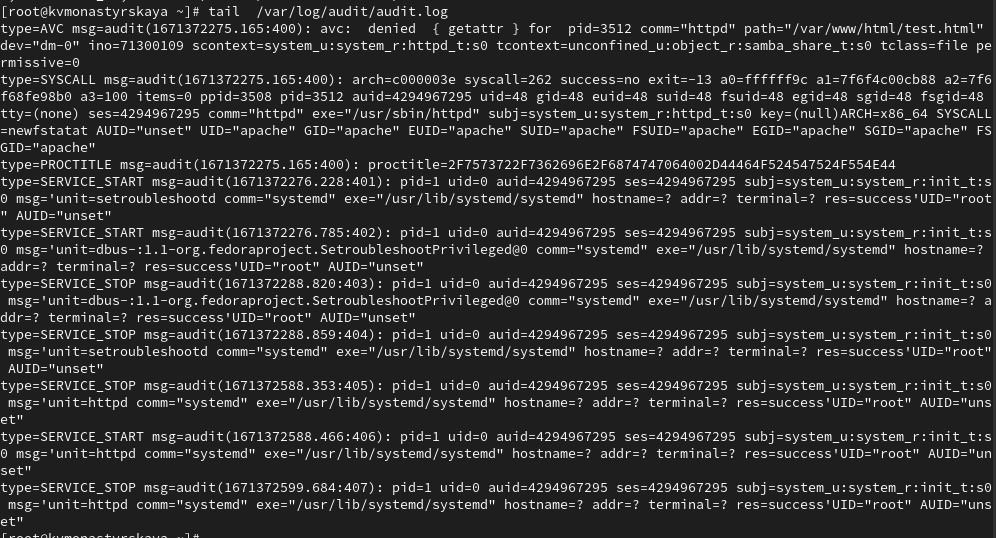 [root@kvmonastyrskaya ~]# tail  /var/log/audit/audit.log
type=AVC msg=audit(1671372275.165:400): avc:  denied  { getattr } for  pid=3512 comm="httpd" path="/var/www/html/test.html"
dev="dm-0" ino=71300109 scontext=system_u:system_r:httpd_t:s0 tcontext=unconfined_u:object_r:samba_share_t:s0 tclass=file pe
rmissive=0
type=SYSCALL msg=audit(1671372275.165:400): arch=c000003e syscall=262 success=no exit=-13 a0=ffffff9c a1=7f6f4c00cb88 a2=7f6
f68fe98b0 a3=100 items=0 ppid=3508 pid=3512 auid=4294967295 uid=48 gid=48 euid=48 suid=48 fsuid=48 egid=48 sgid=48 fsgid=48
tty=(none) ses=4294967295 comm="httpd" exe="/usr/sbin/httpd" subj=system_u:system_r:httpd_t:s0 key=(null)ARCH=x86_64 SYSCALL
=newfstatat AUID="unset" UID="apache" GID="apache" EUID="apache" SUID="apache" FSUID="apache" EGID="apache" SGID="apache" FS
GID="apache"
type=PROCTITLE msg=audit(1671372275.165:400): proctitle=2F7573722F7362696E2F6874747064002D44464F524547524F554E44
type=SERVICE_START msg=audit(1671372276.228:401): pid=1 uid=0 auid=4294967295 ses=4294967295 subj=system_u:system_r:init_t:s
0 msg='unit=setroubleshootd comm="systemd" exe="/usr/lib/systemd/systemd" hostname=? addr=? terminal=? res=success'UID="root
" AUID="unset"
type=SERVICE_START msg=audit(1671372276.785:402): pid=1 uid=0 auid=4294967295 ses=4294967295 subj=system_u:system_r:init_t:s
0 msg='unit=dbus-:1.1-org.fedoraproject.SetroubleshootPrivileged@0 comm="systemd" exe="/usr/lib/systemd/systemd" hostname=?
addr=? terminal=? res=success'UID="root" AUID="unset"
type=SERVICE_STOP msg=audit(1671372288.820:403): pid=1 uid=0 auid=4294967295 ses=4294967295 subj=system_u:system_r:init_t:s0
 msg='unit=dbus-:1.1-org.fedoraproject.SetroubleshootPrivileged@0 comm="systemd" exe="/usr/lib/systemd/systemd" hostname=? a
ddr=? terminal=? res=success'UID="root" AUID="unset"
type=SERVICE_STOP msg=audit(1671372288.859:404): pid=1 uid=0 auid=4294967295 ses=4294967295 subj=system_u:system_r:init_t:s0
 msg='unit=setroubleshootd comm="systemd" exe="/usr/lib/systemd/systemd" hostname=? addr=? terminal=? res=success'UID="root"
 AUID="unset"
type=SERVICE_STOP msg=audit(1671372588.353:405): pid=1 uid=0 auid=4294967295 ses=4294967295 subj=system_u:system_r:init_t:s0
 msg='unit=httpd comm="systemd" exe="/usr/lib/systemd/systemd" hostname=? addr=? terminal=? res=success'UID="root" AUID="uns
et"
type=SERVICE_START msg=audit(1671372588.466:406): pid=1 uid=0 auid=4294967295 ses=4294967295 subj=system_u:system_r:init_t:s
0 msg='unit=httpd comm="systemd" exe="/usr/lib/systemd/systemd" hostname=? addr=? terminal=? res=success'UID="root" AUID="un
set"
type=SERVICE_STOP msg=audit(1671372599.684:407): pid=1 uid=0 auid=4294967295 ses=4294967295 subj=system_u:system_r:init_t:s0
 msg='unit=httpd comm="systemd" exe="/usr/lib/systemd/systemd" hostname=? addr=? terminal=? res=success'UID="root" AUID="uns
et"
[root@kvmonastyrskaya ~]#